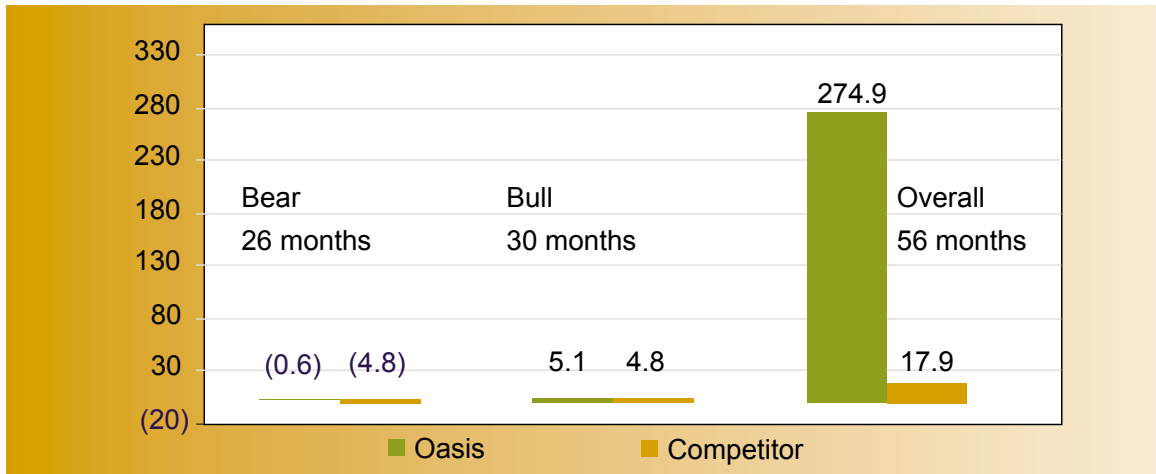 330
280
230
180
130
80
30
(20)
274.9
Bear
26 months
Bull
30 months
Overall
56 months
(0.6)
(4.8)
5.1
4.8
17.9
Oasis
Competitor